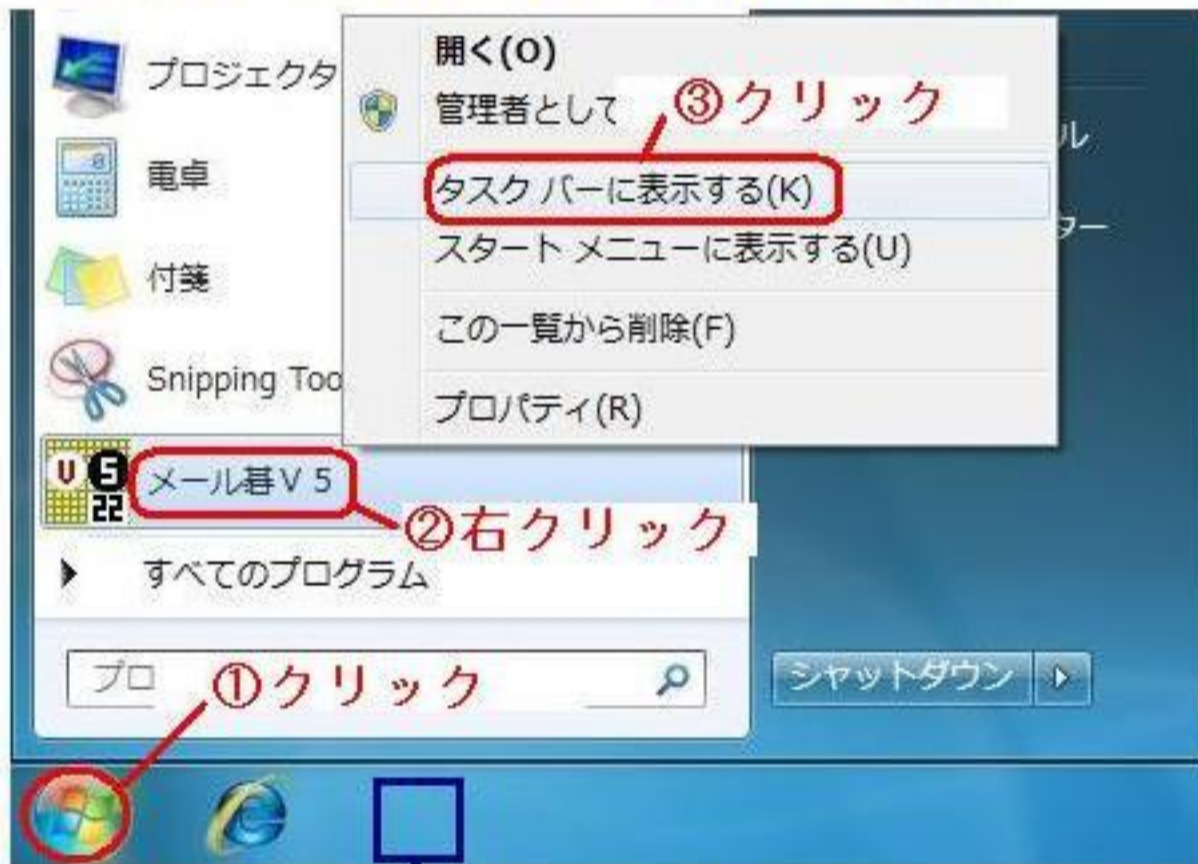 プロジェクタ
電卓
付箋
Snipping Too
メール碁V 5
すべてのプログラム
プロ
開く(O)
管理者として
③クリック
タスク バーに表示する(K)
スタート メニューに表示する(U)
この一覧から削除(F)
プロパティ(R)
②右クリック
①クリック
ル
ター
シャットダウン
V 5
22